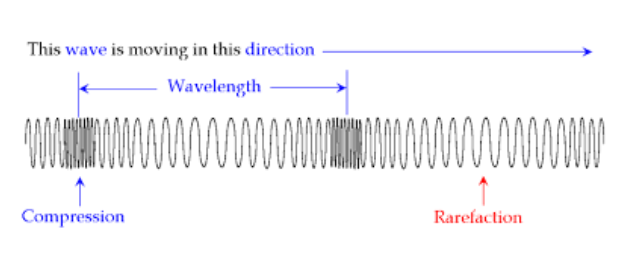 This wave is moving in this direction
Wavelength
Compression
Rarefaction